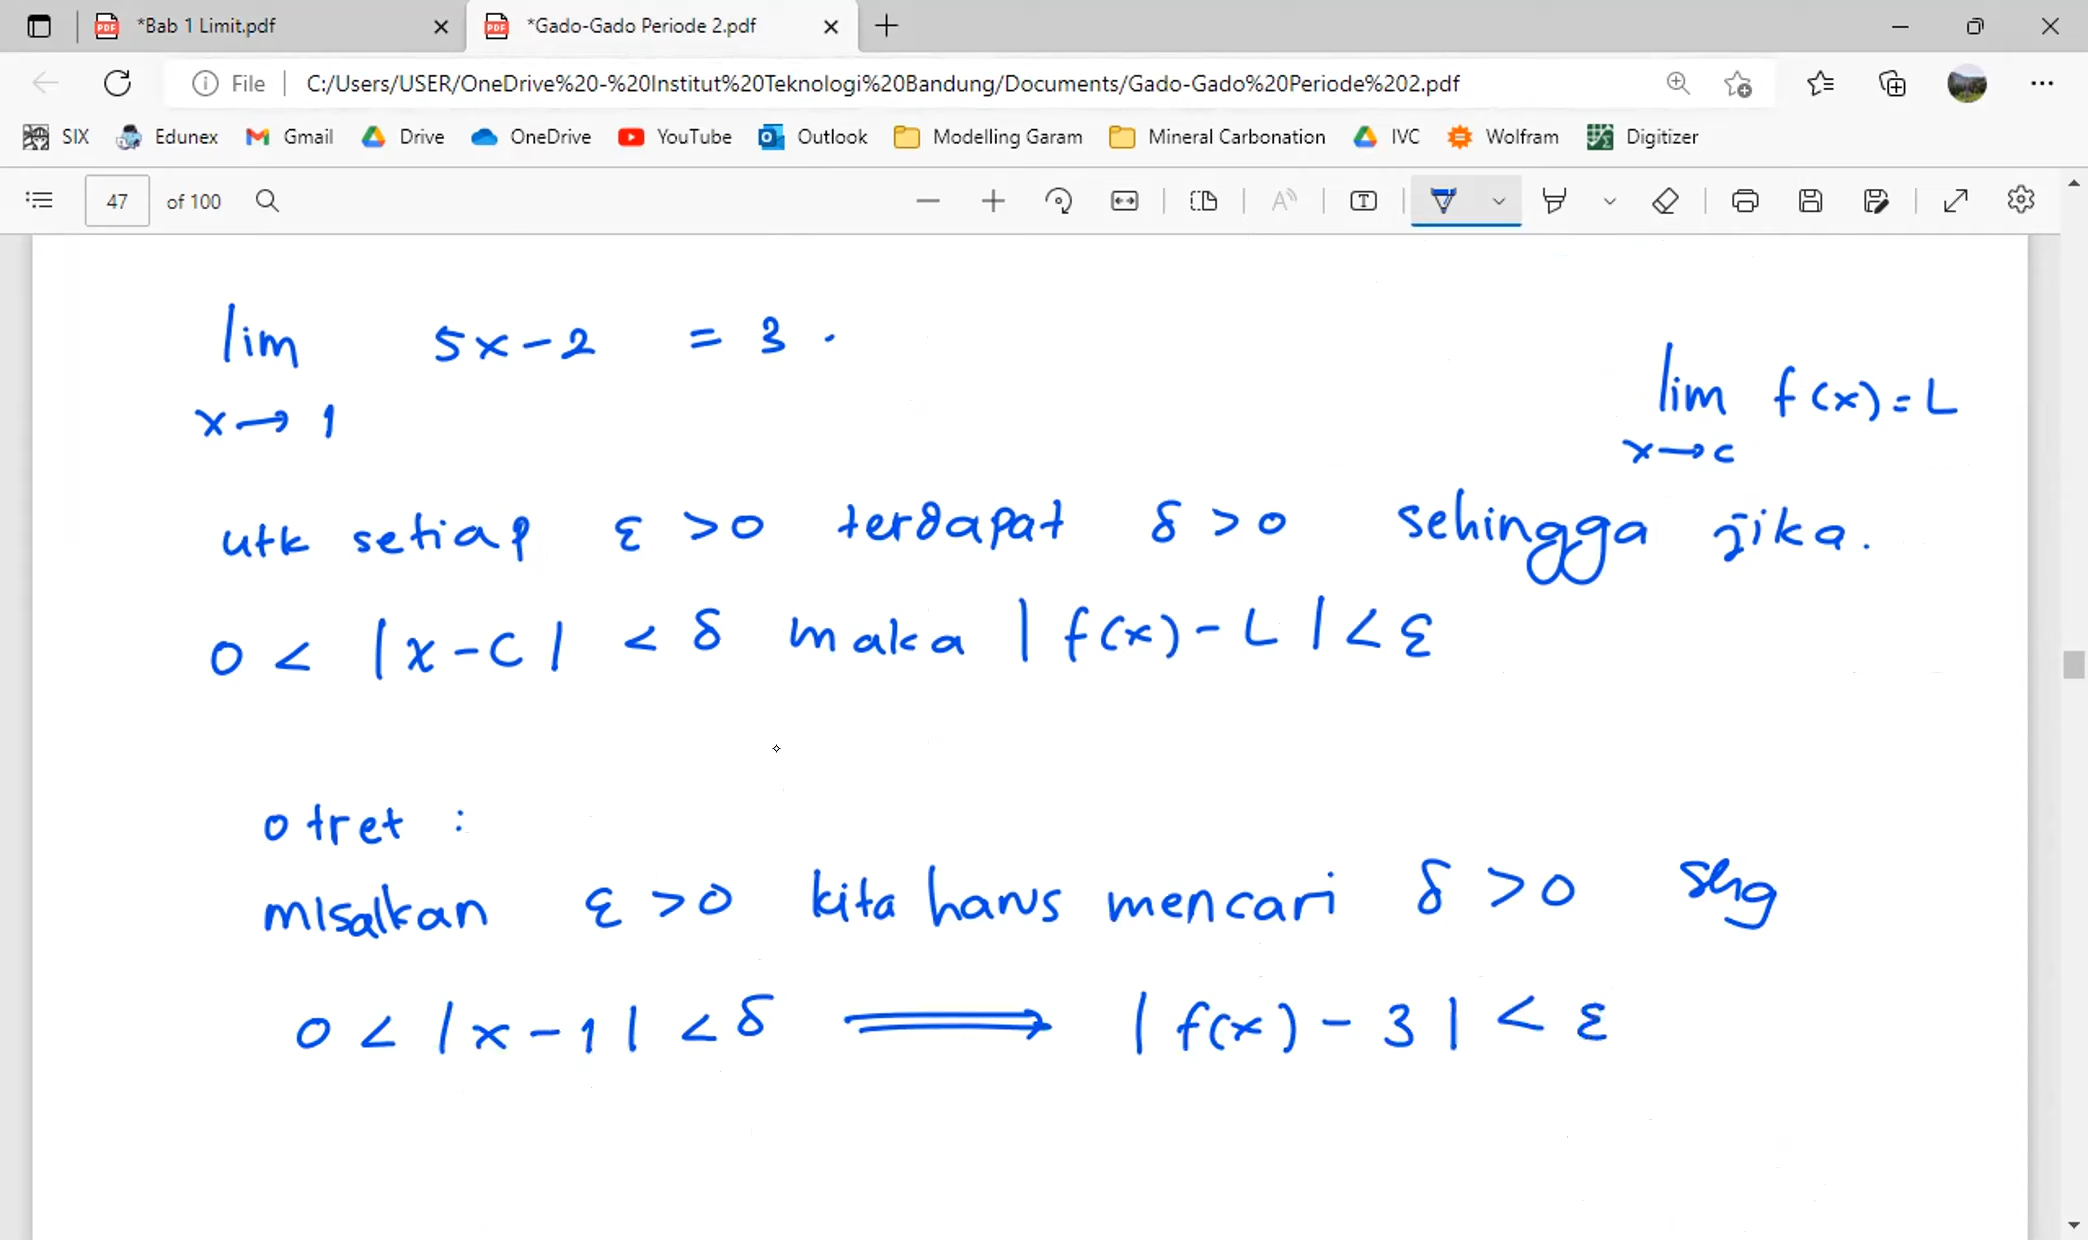 *Bab 1 Limit.pdf
*Gado-Gado Periode 2.pdf
File
C:/Users/USER/OneDrive%20-%20Institut%20Teknologi%20Bandung/Documents/Gado-Gado%20Periode%202.pdf
SIX Edunex Gmail Drive OneDrive YouTube Outlook Modelling Garam Mineral Carbonation IVC Wolfram Digitizer
47 of 100
lim 5x-2 = 3.
x→1
lim f(x)=L
x→c
utk setiap ε >0 terdapat δ >0 sehingga jika.
0 < |x-c| < δ maka |f(x)-L|<ε
otret :
misalkan ε >0 kita harus mencari δ >0 shg
0 < |x-1| < δ ⟹ |f(x)-3| < ε